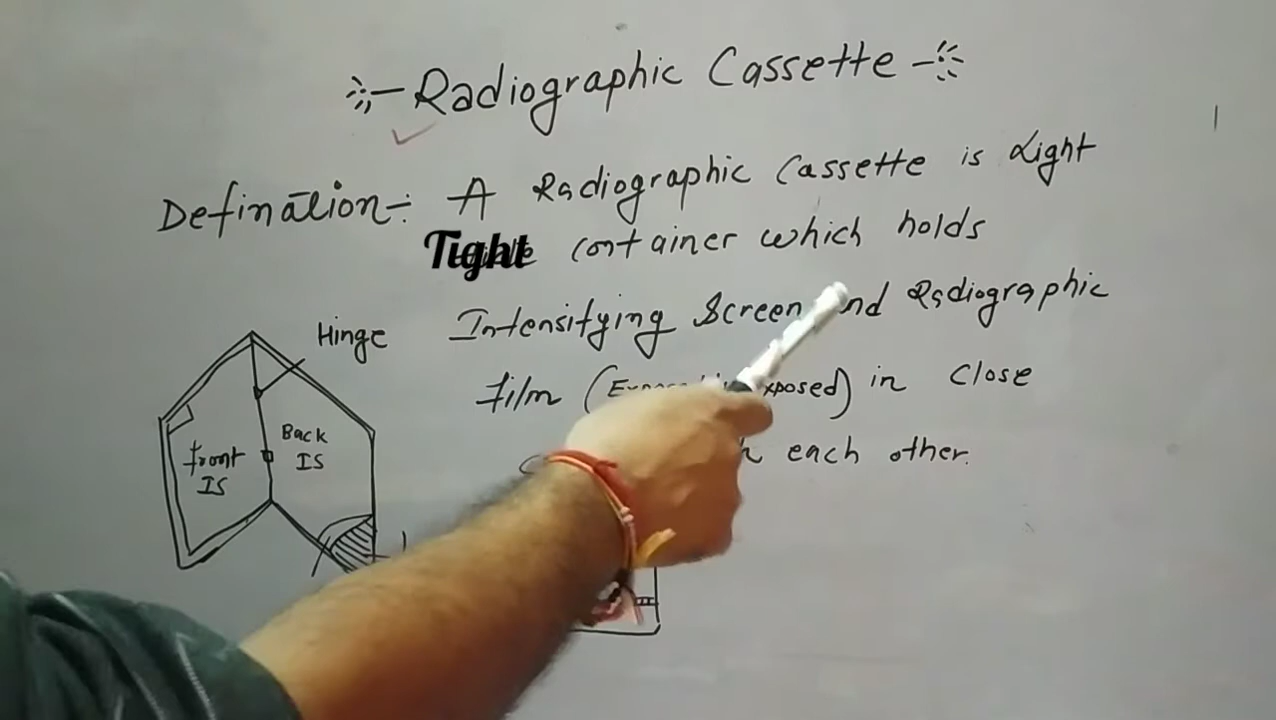 Radiographic Cassette
Defination:- A Radiographic Cassette is Light
Tight container which holds
Intensifying Screen and Radiographic
film ( exposed) in Close
each other.
Hinge
Back
IS
front
IS